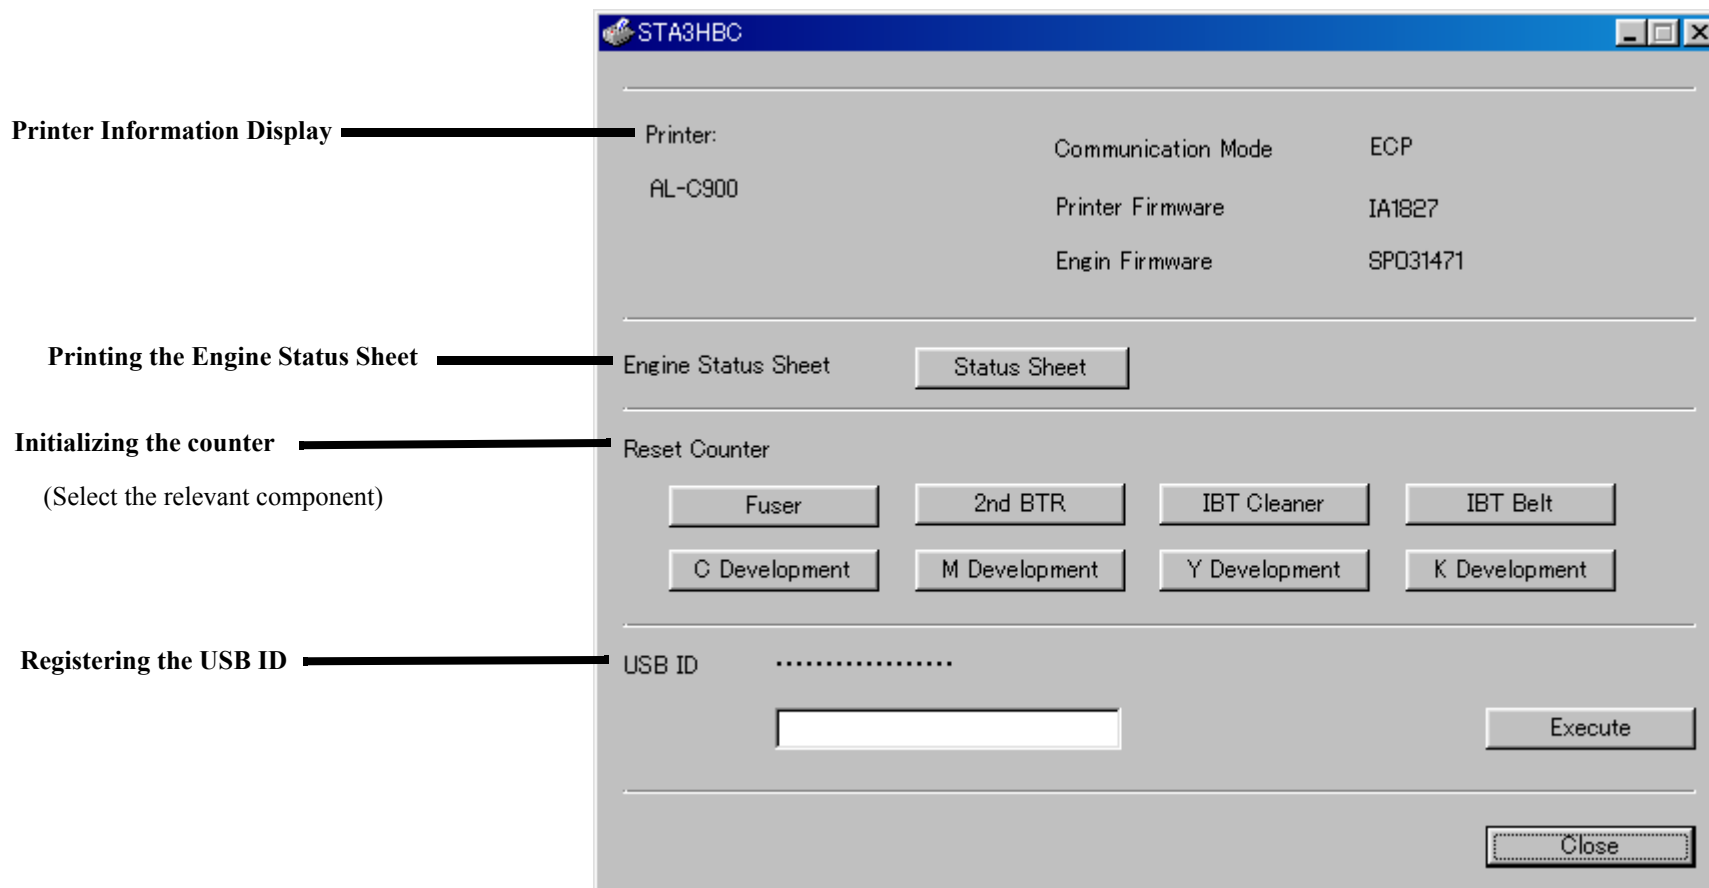 STA3HBC
Printer Information Display
Printer:
AL-C900
Communication Mode ECP
Printer Firmware IA1827
Engin Firmware SP031471
Printing the Engine Status Sheet
Engine Status Sheet Status Sheet
Initializing the counter
(Select the relevant component)
Reset Counter
Fuser 2nd BTR IBT Cleaner IBT Belt
C Development M Development Y Development K Development
Registering the USB ID
USB ID ··················
Execute
Close